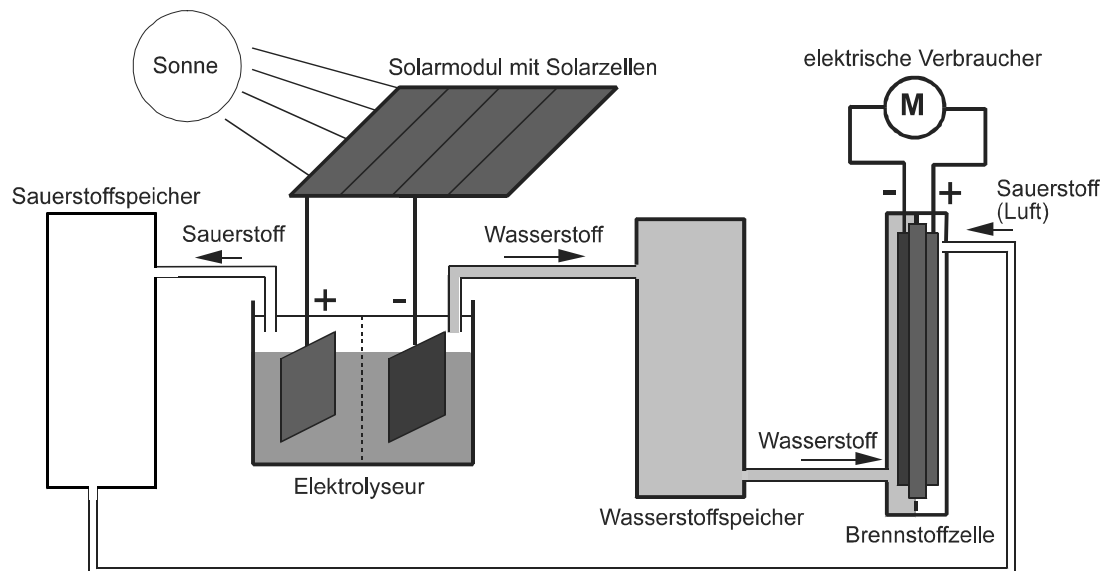 Sonne
Solarmodul mit Solarzellen
elektrische Verbraucher
M
Sauerstoffspeicher
Sauerstoff
Wasserstoff
-
+
Sauerstoff
(Luft)
+
-
Wasserstoff
Elektrolyseur
Wasserstoffspeicher
Brennstoffzelle